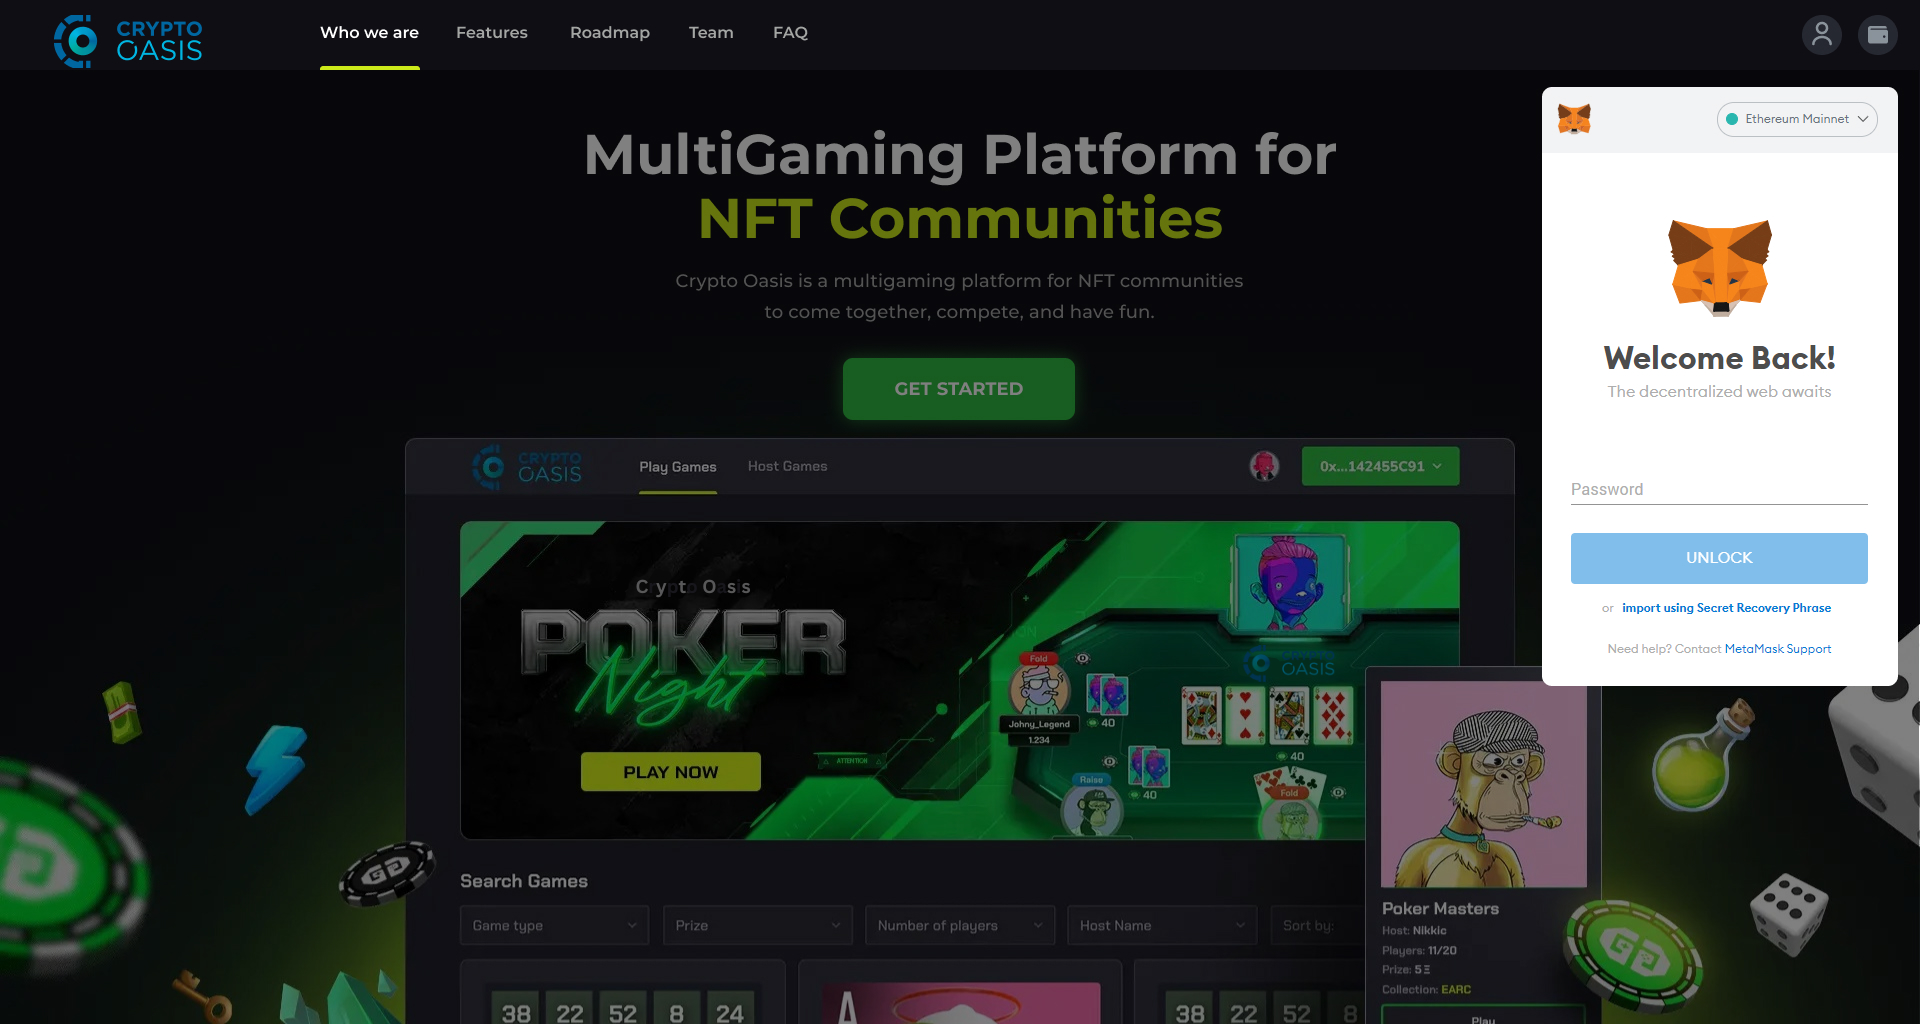 CRYPTO
OASIS
Who we are
Features
Roadmap
Team
FAQ
Ethereum Mainnet
MultiGaming Platform for
NFT Communities
Crypto Oasis is a multigaming platform for NFT communities
to come together, compete, and have fun.
GET STARTED
Welcome Back!
The decentralized web awaits
Password
UNLOCK
or import using Secret Recovery Phrase
Need help? Contact MetaMask Support
CRYPTO
OASIS
Play Games
Host Games
0x...142455C91
Crypto Oasis
POKER
Night
PLAY NOW
ATTENTION
OASIS
Fold
Johny_Legend
1.234
40
Raise
40
40
Fold
Search Games
Game type
Prize
Number of players
Host Name
Sort by:
38 22 52 8 24
A
38 22 52 8
Poker Masters
Host: Nikkic
Players: 11/20
Prize: 5Ξ
Collection: EARC
Play